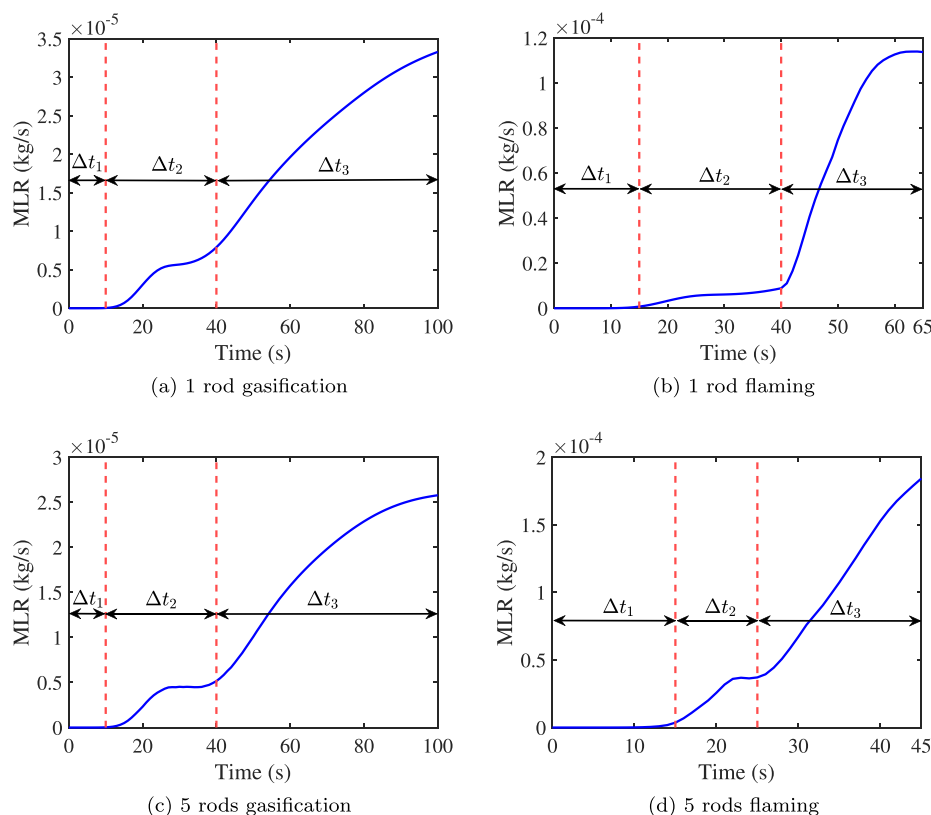 ×10⁻⁵
3.5
3
2.5
2
1.5
1
0.5
0
MLR (kg/s)
Δt₁
Δt₂
Δt₃
0 20 40 60 80 100
Time (s)
(a) 1 rod gasification
×10⁻⁴
1.2
1
0.8
0.6
0.4
0.2
0
MLR (kg/s)
Δt₁
Δt₂
Δt₃
0 10 20 30 40 50 60 65
Time (s)
(b) 1 rod flaming
×10⁻⁵
3
2.5
2
1.5
1
0.5
0
MLR (kg/s)
Δt₁
Δt₂
Δt₃
0 20 40 60 80 100
Time (s)
(c) 5 rods gasification
×10⁻⁴
2
1.5
1
0.5
0
MLR (kg/s)
Δt₁
Δt₂
Δt₃
0 10 20 30 40 45
Time (s)
(d) 5 rods flaming